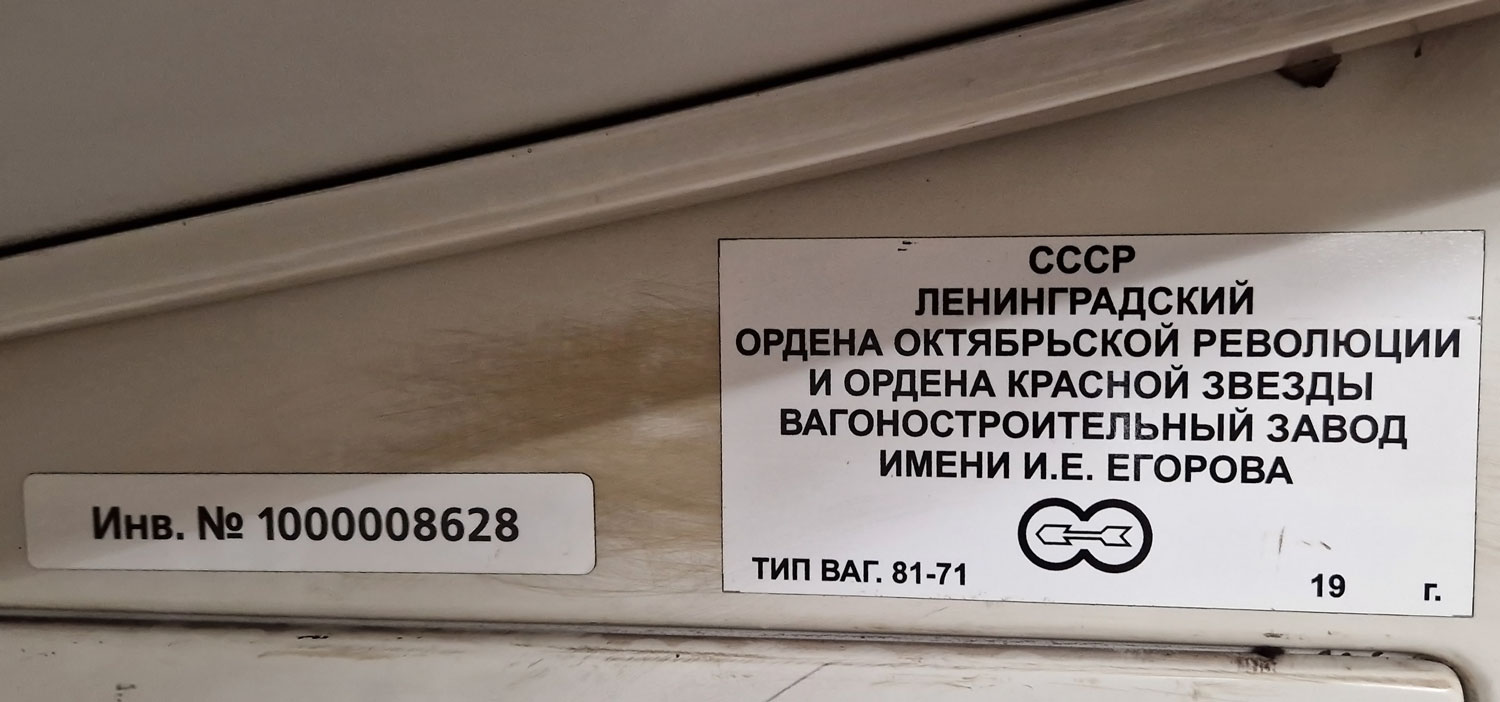 СССР
ЛЕНИНГРАДСКИЙ
ОРДЕНА ОКТЯБРЬСКОЙ РЕВОЛЮЦИИ
И ОРДЕНА КРАСНОЙ ЗВЕЗДЫ
ВАГОНОСТРОИТЕЛЬНЫЙ ЗАВОД
ИМЕНИ И.Е. ЕГОРОВА
ТИП ВАГ. 81-71 19 г.
Инв. № 1000008628